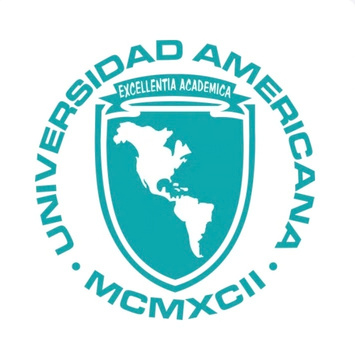 UNIVERSIDAD AMERICANA
EXCELLENTIA ACADEMICA
• MCMXCII •